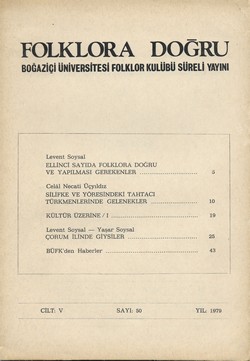 FOLKLORA DOĞRU
BOĞAZİÇİ ÜNİVERSİTESİ FOLKLOR KULÜBÜ SÜRELİ YAYINI
Levent Soysal
ELLİNCİ SAYIDA FOLKLORA DOĞRU
VE YAPILMASI GEREKENLER ........................ 5
Celâl Necati Üçyıldız
SİLİFKE VE YÖRESİNDEKİ TAHTACI
TÜRKMENLERİNDE GELENEKLER .................. 10
KÜLTÜR ÜZERİNE / I .................................... 19
Levent Soysal — Yaşar Soysal
ÇORUM İLİNDE GİYSİLER .............................. 25
BÜFK'den Haberler .......................................... 43
CİLT: V SAYI: 50 YIL: 1979